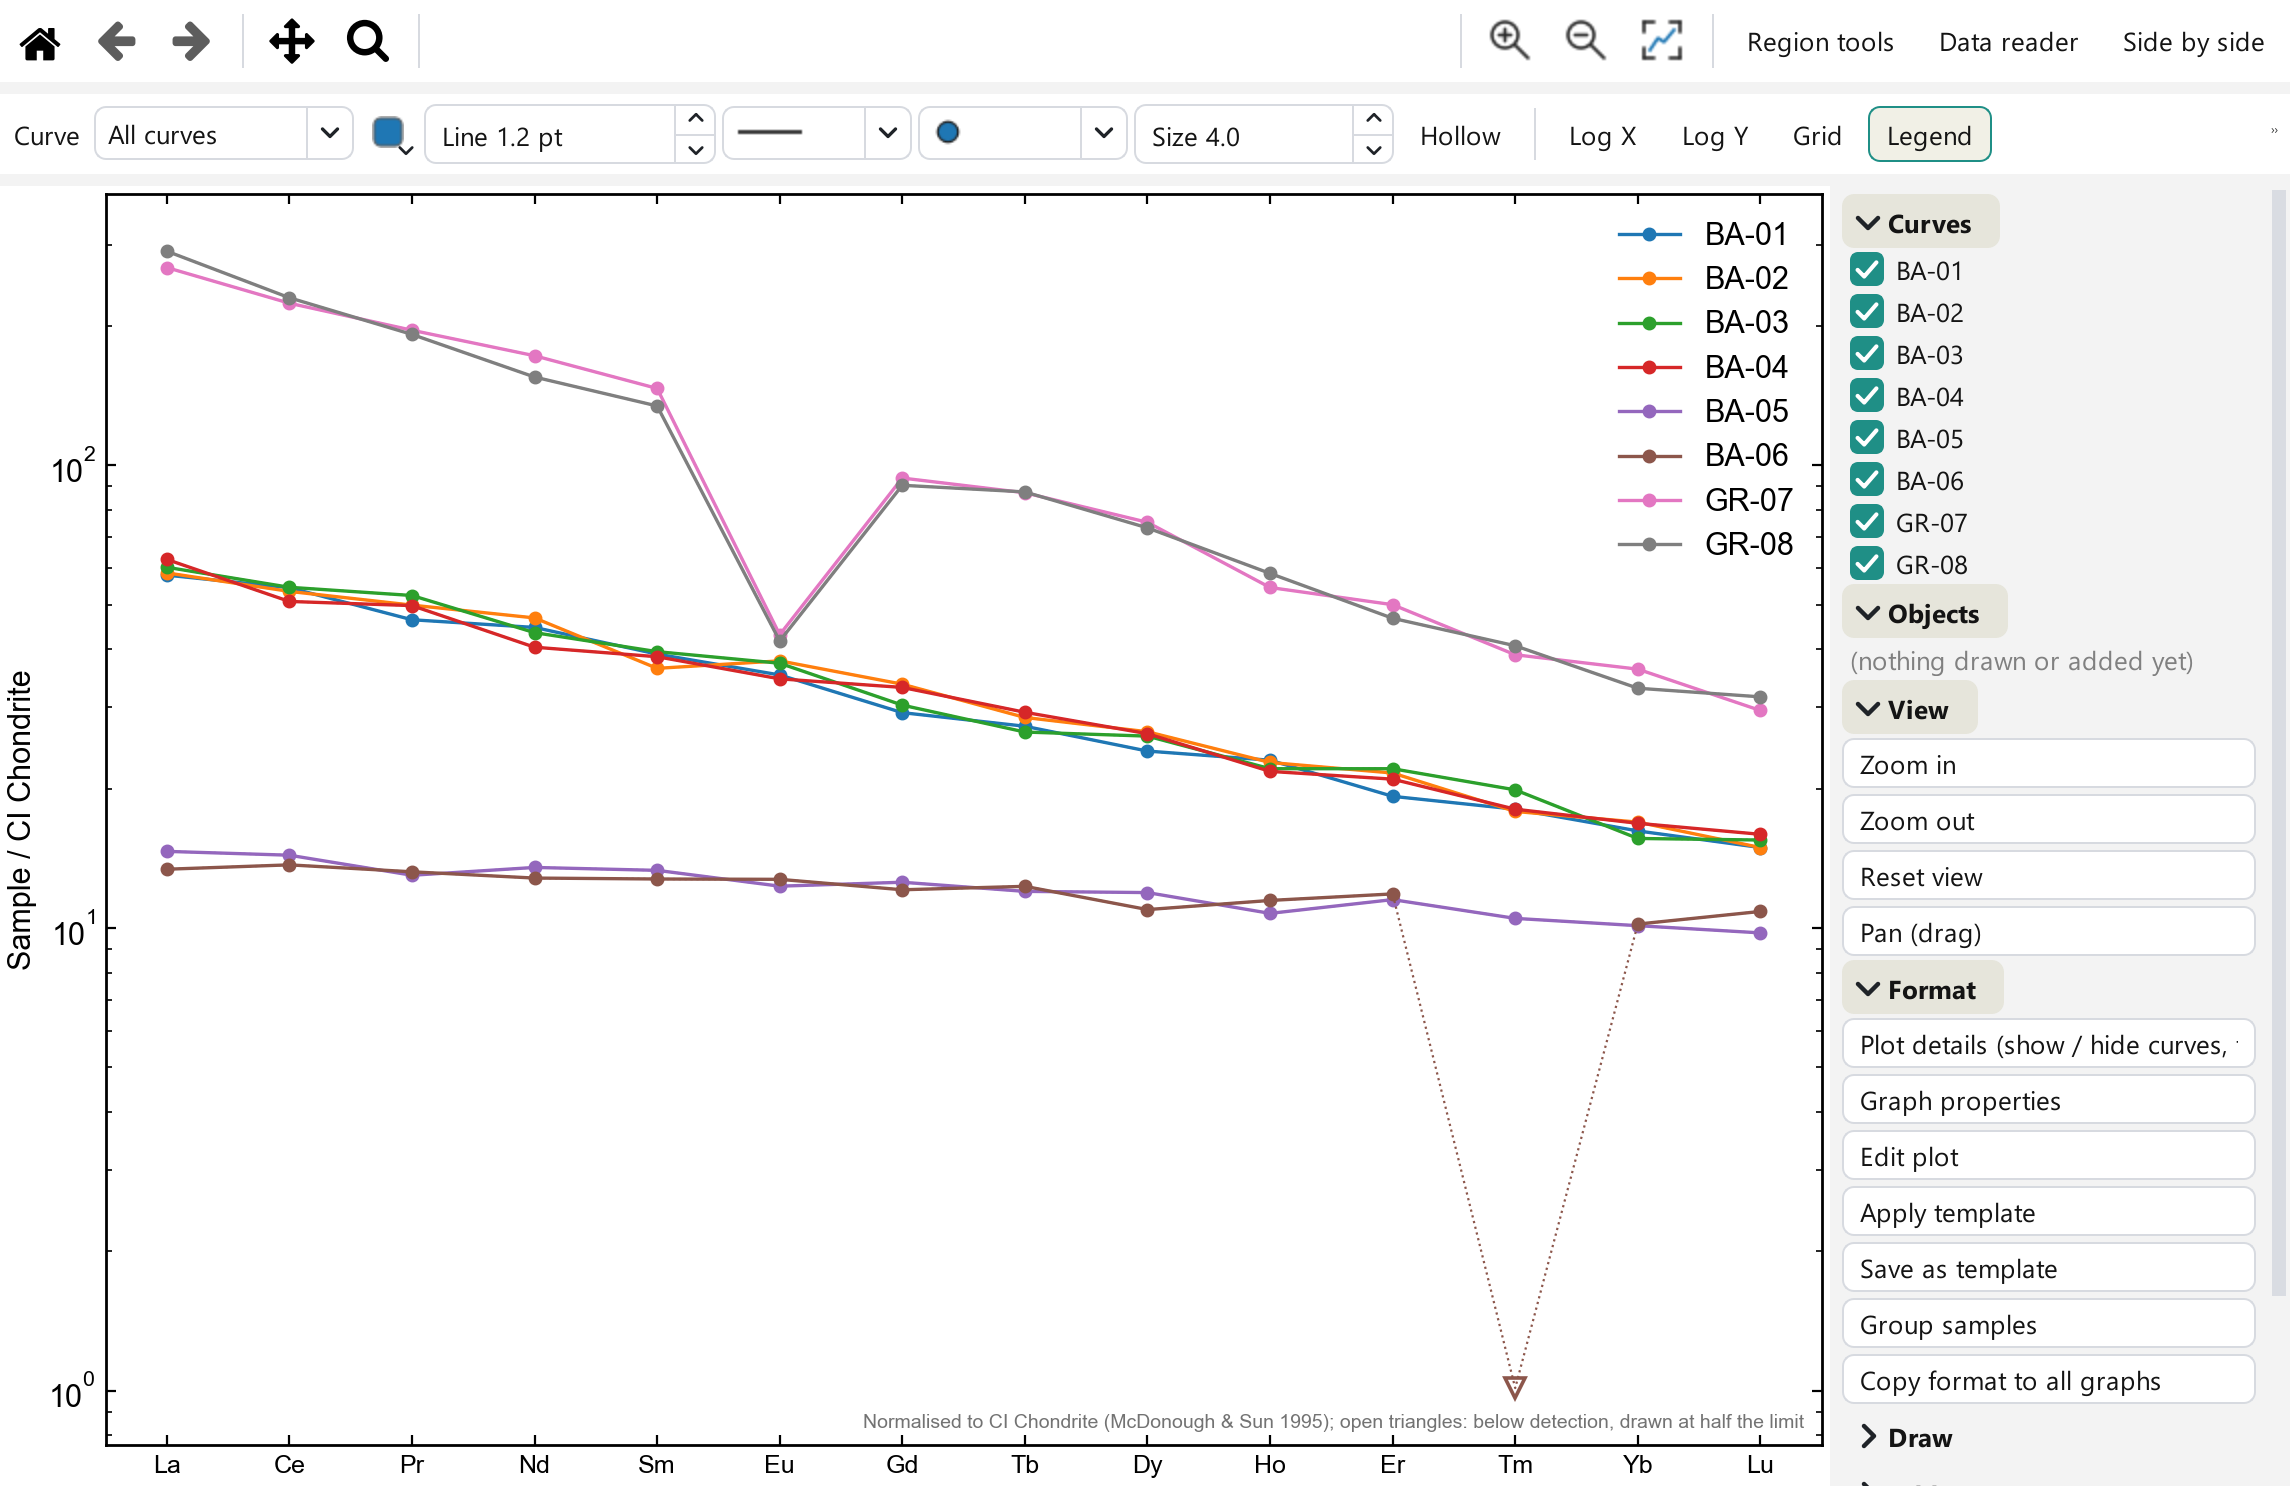 Region tools Data reader Side by side
Curve All curves Line 1.2 pt Size 4.0 Hollow Log X Log Y Grid Legend »
Sample / CI Chondrite
10²
10¹
10⁰
La Ce Pr Nd Sm Eu Gd Tb Dy Ho Er Tm Yb Lu
BA-01
BA-02
BA-03
BA-04
BA-05
BA-06
GR-07
GR-08
Normalised to CI Chondrite (McDonough & Sun 1995); open triangles: below detection, drawn at half the limit
Curves
BA-01
BA-02
BA-03
BA-04
BA-05
BA-06
GR-07
GR-08
Objects
(nothing drawn or added yet)
View
Zoom in
Zoom out
Reset view
Pan (drag)
Format
Plot details (show / hide curves,
Graph properties
Edit plot
Apply template
Save as template
Group samples
Copy format to all graphs
Draw